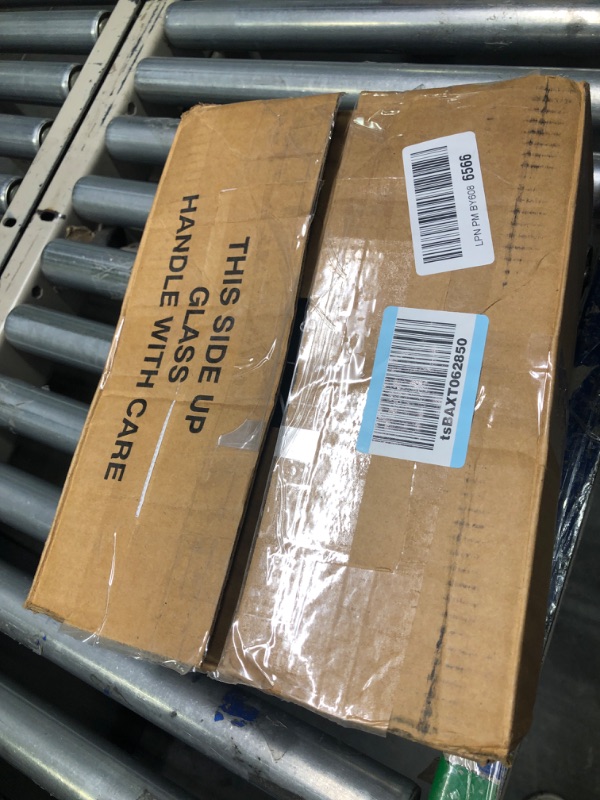 THIS SIDE UP
GLASS
HANDLE WITH CARE
LPN PM BY608 6566
tsBAXT062850